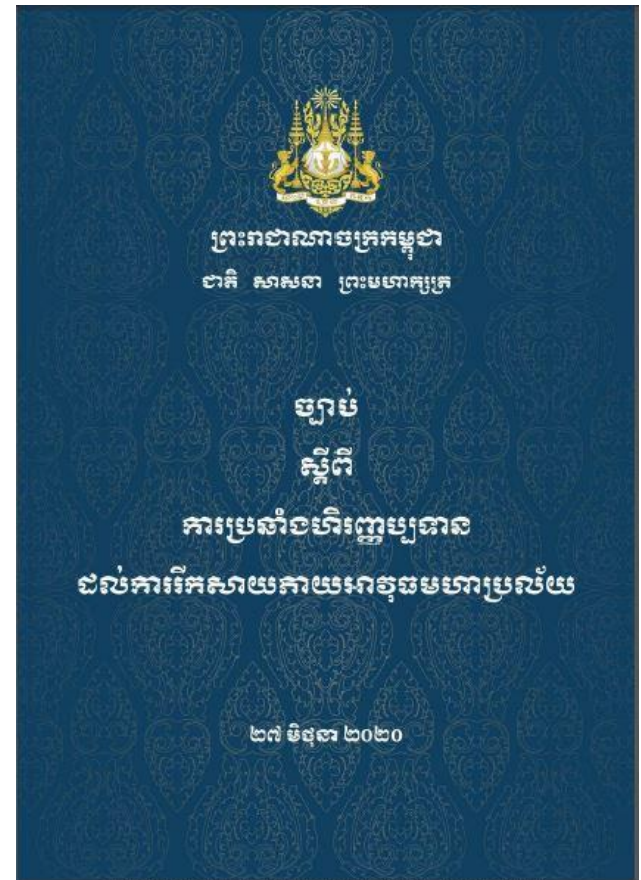 ព្រះរាជាណាចក្រកម្ពុជា
ជាតិ សាសនា ព្រះមហាក្សត្រ
ច្បាប់
ស្តីពី
ការប្រឆាំងហិរញ្ញប្បទាន
ដល់ការរីកសាយភាយអាវុធមហាប្រល័យ
២៧ មិថុនា ២០២០